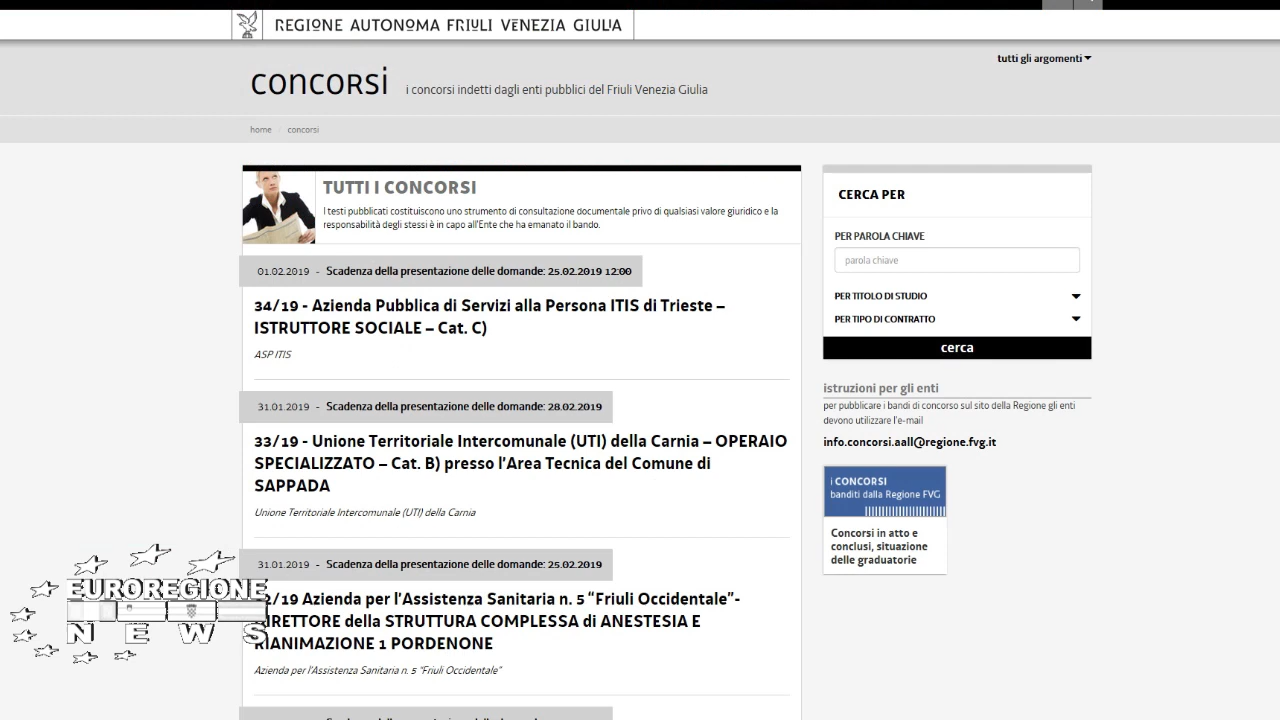 REGIONE AUTONOMA FRIULI VENEZIA GIULIA
tutti gli argomenti
concorsi
i concorsi indetti dagli enti pubblici del Friuli Venezia Giulia
home
concorsi
TUTTI I CONCORSI
I testi pubblicati costituiscono uno strumento di consultazione documentale privo di qualsiasi valore giuridico e la
responsabilità degli stessi è in capo all'Ente che ha emanato il bando.
01.02.2019 - Scadenza della presentazione delle domande: 25.02.2019 12:00
34/19 - Azienda Pubblica di Servizi alla Persona ITIS di Trieste –
ISTRUTTORE SOCIALE – Cat. C)
ASP ITIS
31.01.2019 - Scadenza della presentazione delle domande: 28.02.2019
33/19 - Unione Territoriale Intercomunale (UTI) della Carnia – OPERAIO
SPECIALIZZATO – Cat. B) presso l'Area Tecnica del Comune di
SAPPADA
Unione Territoriale Intercomunale (UTI) della Carnia
31.01.2019 - Scadenza della presentazione delle domande: 25.02.2019
2/19 Azienda per l'Assistenza Sanitaria n. 5 “Friuli Occidentale”-
DIRETTORE della STRUTTURA COMPLESSA di ANESTESIA E
RIANIMAZIONE 1 PORDENONE
Azienda per l'Assistenza Sanitaria n. 5 “Friuli Occidentale”
CERCA PER
PER PAROLA CHIAVE
parola chiave
PER TITOLO DI STUDIO
PER TIPO DI CONTRATTO
cerca
istruzioni per gli enti
per pubblicare i bandi di concorso sul sito della Regione gli enti
devono utilizzare l'e-mail
info.concorsi.aall@regione.fvg.it
i CONCORSI
banditi dalla Regione FVG
Concorsi in atto e
conclusi, situazione
delle graduatorie
EUROREGIONE
NEWS